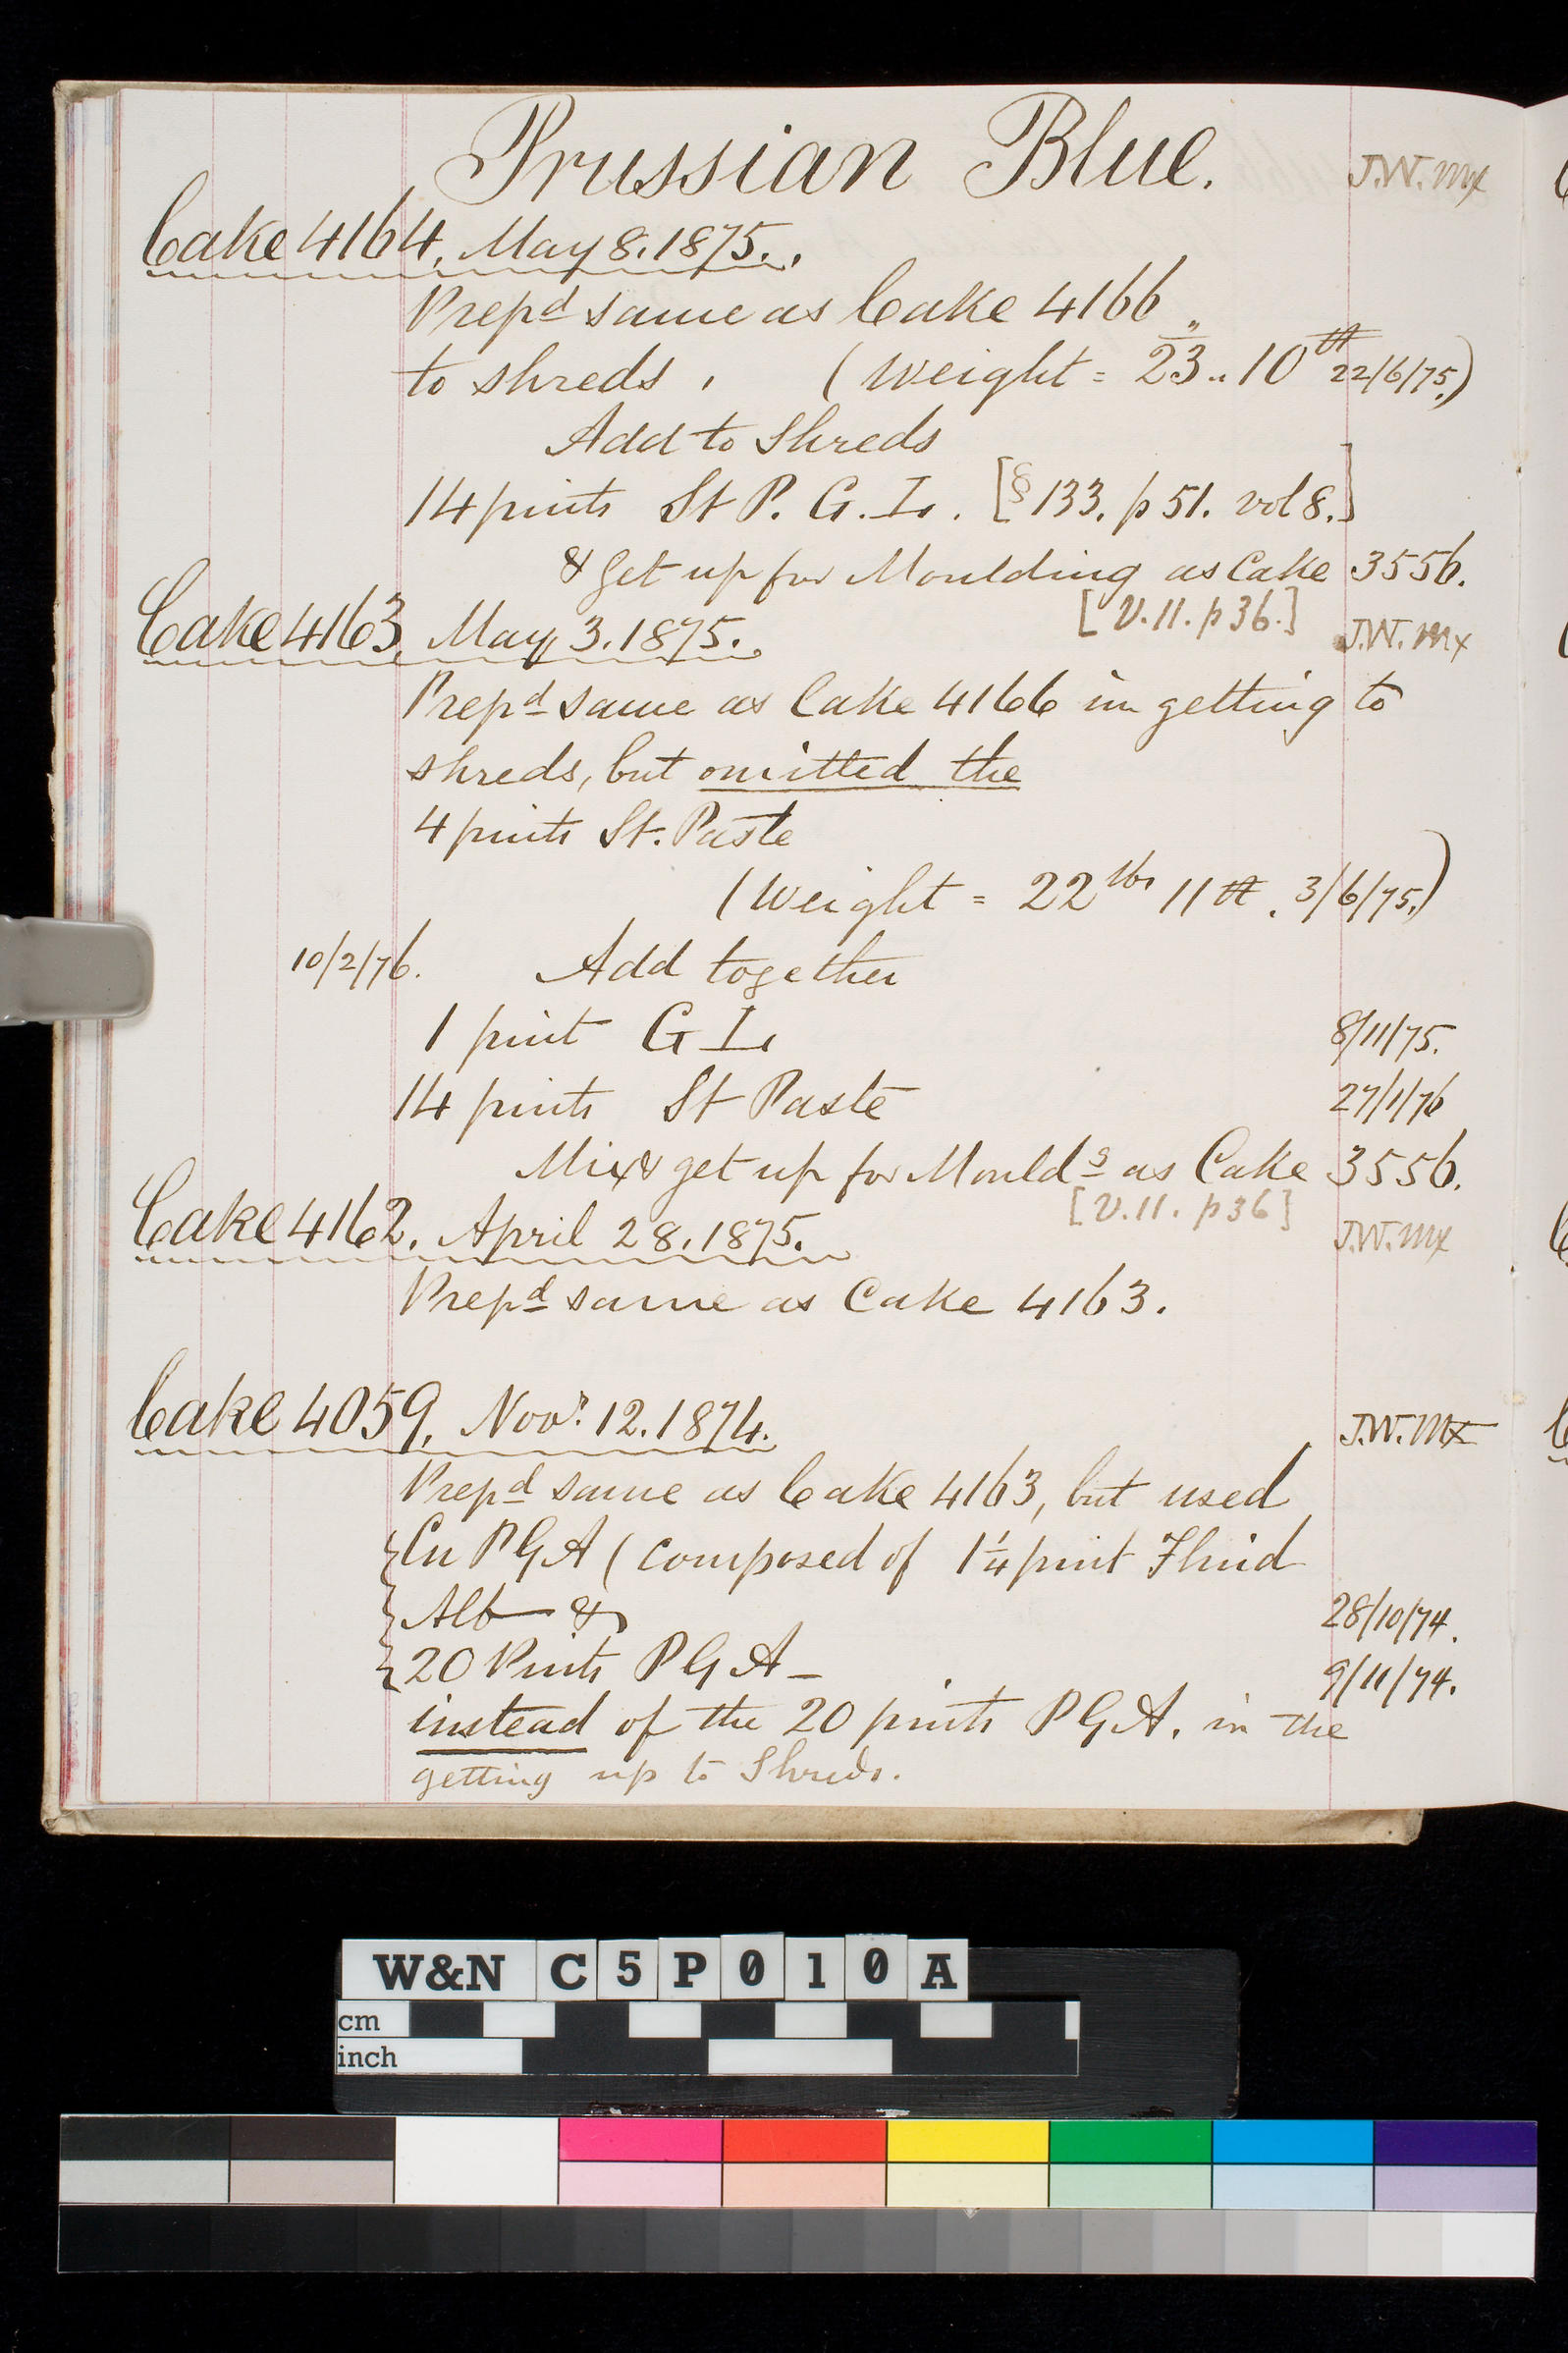 Prussian Blue.
J.W. Mx
Cake 4164. May 8. 1875.
Prepd same as Cake 4166
to shreds, (Weight = 23 .. 10 22/6/75.)
Add to Shreds
14 pints St P. G. L. [§ 133. p 51. vol 8.]
& get up for Moulding as Cake 3556.
[V. 11. p 36.]
Cake 4163. May 3. 1875. J.W. Mx
Prepd same as Cake 4166 in getting to
shreds, but omitted the
4 pints St. Paste
(Weight = 22 lbs 11 . 3/6/75.)
10/2/76. Add together
1 pint G L 8/11/75.
14 pints St Paste 27/1/76
Mix & get up for Moulds as Cake 3556.
[V. 11. p 36]
Cake 4162. April 28. 1875. J.W. Mx
Prepd same as Cake 4163.
Cake 4059. Novr. 12. 1874. J.W. Mx
Prepd same as Cake 4163, but used
Cn P G A (composed of 1 1/4 pint Fluid
Alb & 28/10/74.
20 Pints P G A – 9/11/74.
instead of the 20 pints P G A. in the
getting up to Shreds.
W&N C5P010A
cm
inch